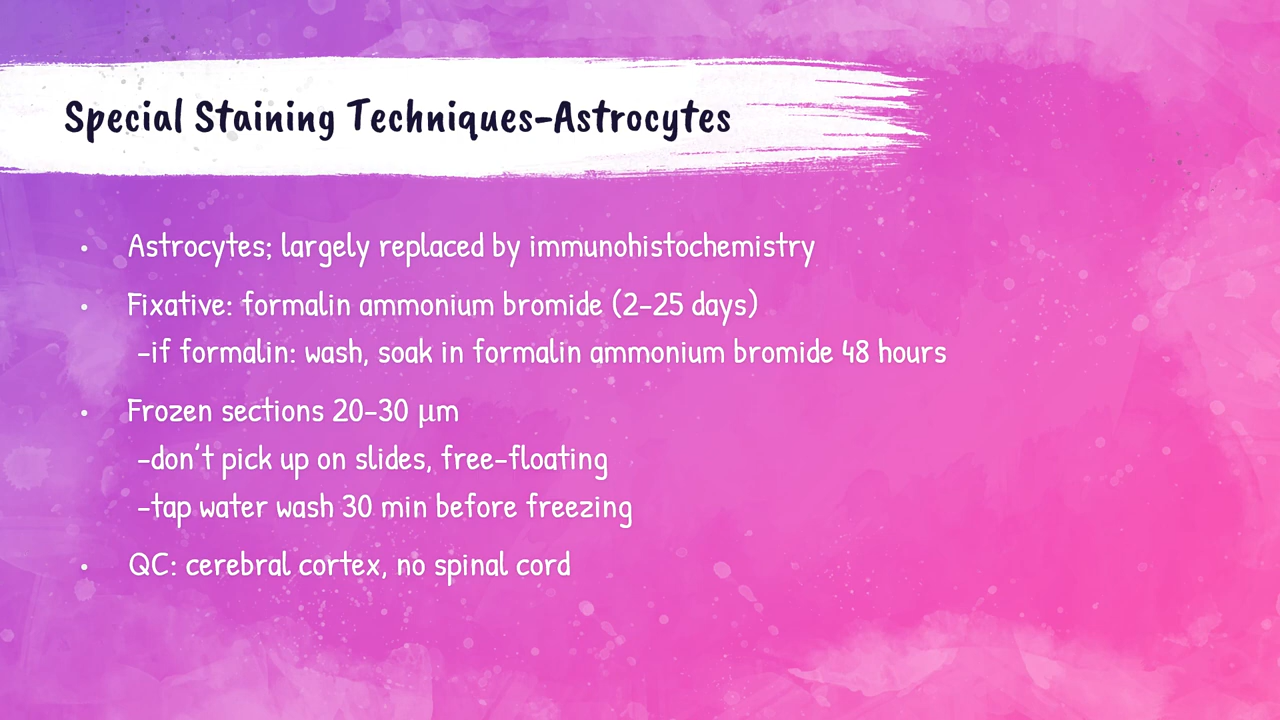 Special Staining Techniques-Astrocytes
• Astrocytes; largely replaced by immunohistochemistry
• Fixative: formalin ammonium bromide (2-25 days)
-if formalin: wash, soak in formalin ammonium bromide 48 hours
• Frozen sections 20-30 µm
-don't pick up on slides, free-floating
-tap water wash 30 min before freezing
• QC: cerebral cortex, no spinal cord